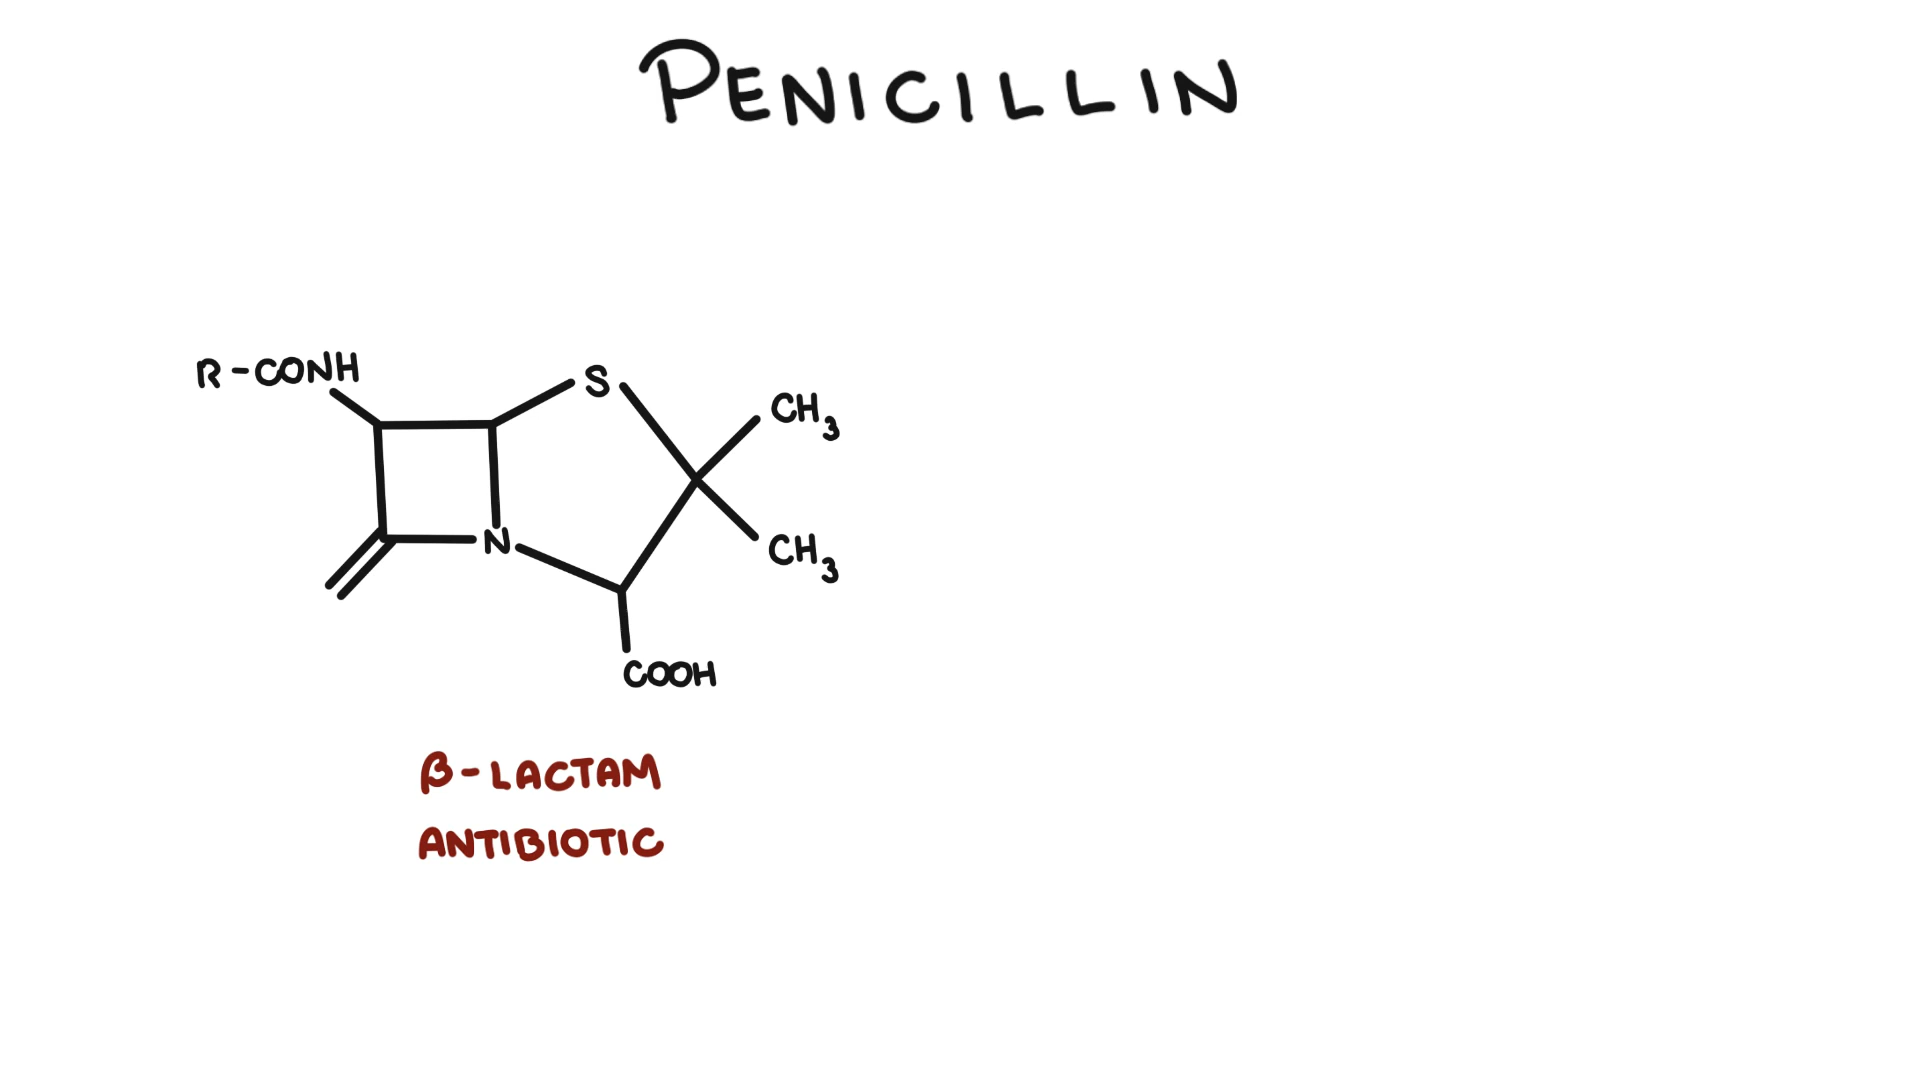 PENICILLIN
R-CONH
S
CH3
N
CH3
COOH
β-LACTAM
ANTIBIOTIC